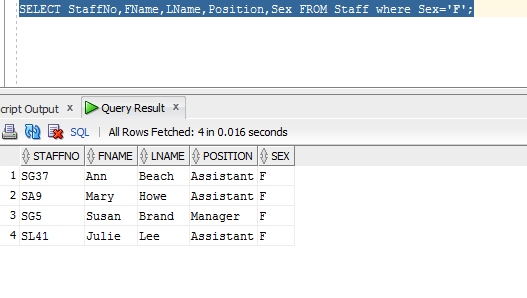 SELECT StaffNo,FName,LName,Position,Sex FROM Staff where Sex='F';
cript Output x Query Result x
SQL | All Rows Fetched: 4 in 0.016 seconds
STAFFNO FNAME LNAME POSITION SEX
1 SG37 Ann Beach Assistant F
2 SA9 Mary Howe Assistant F
3 SG5 Susan Brand Manager F
4 SL41 Julie Lee Assistant F